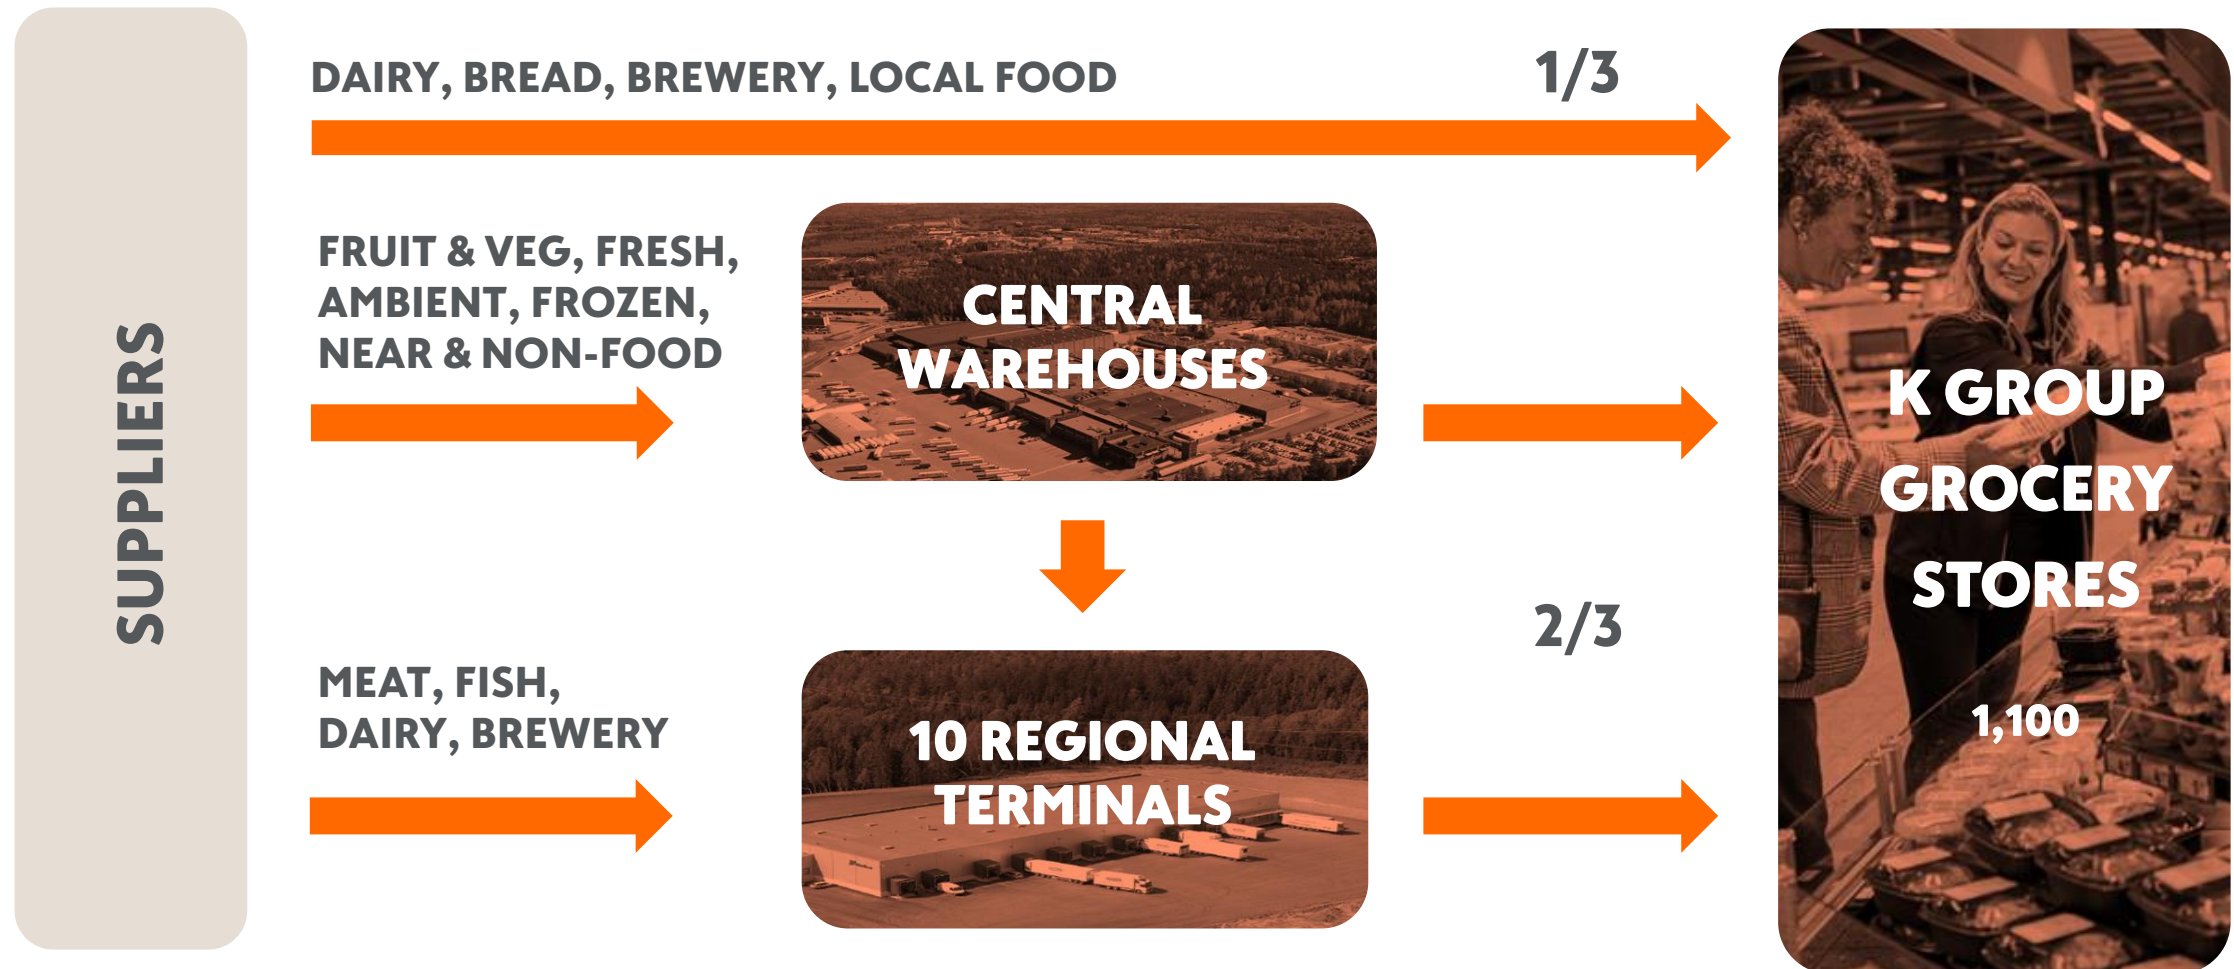 SUPPLIERS
DAIRY, BREAD, BREWERY, LOCAL FOOD
1/3
FRUIT & VEG, FRESH,
AMBIENT, FROZEN,
NEAR & NON-FOOD
CENTRAL
WAREHOUSES
MEAT, FISH,
DAIRY, BREWERY
10 REGIONAL
TERMINALS
2/3
K GROUP
GROCERY
STORES
1,100